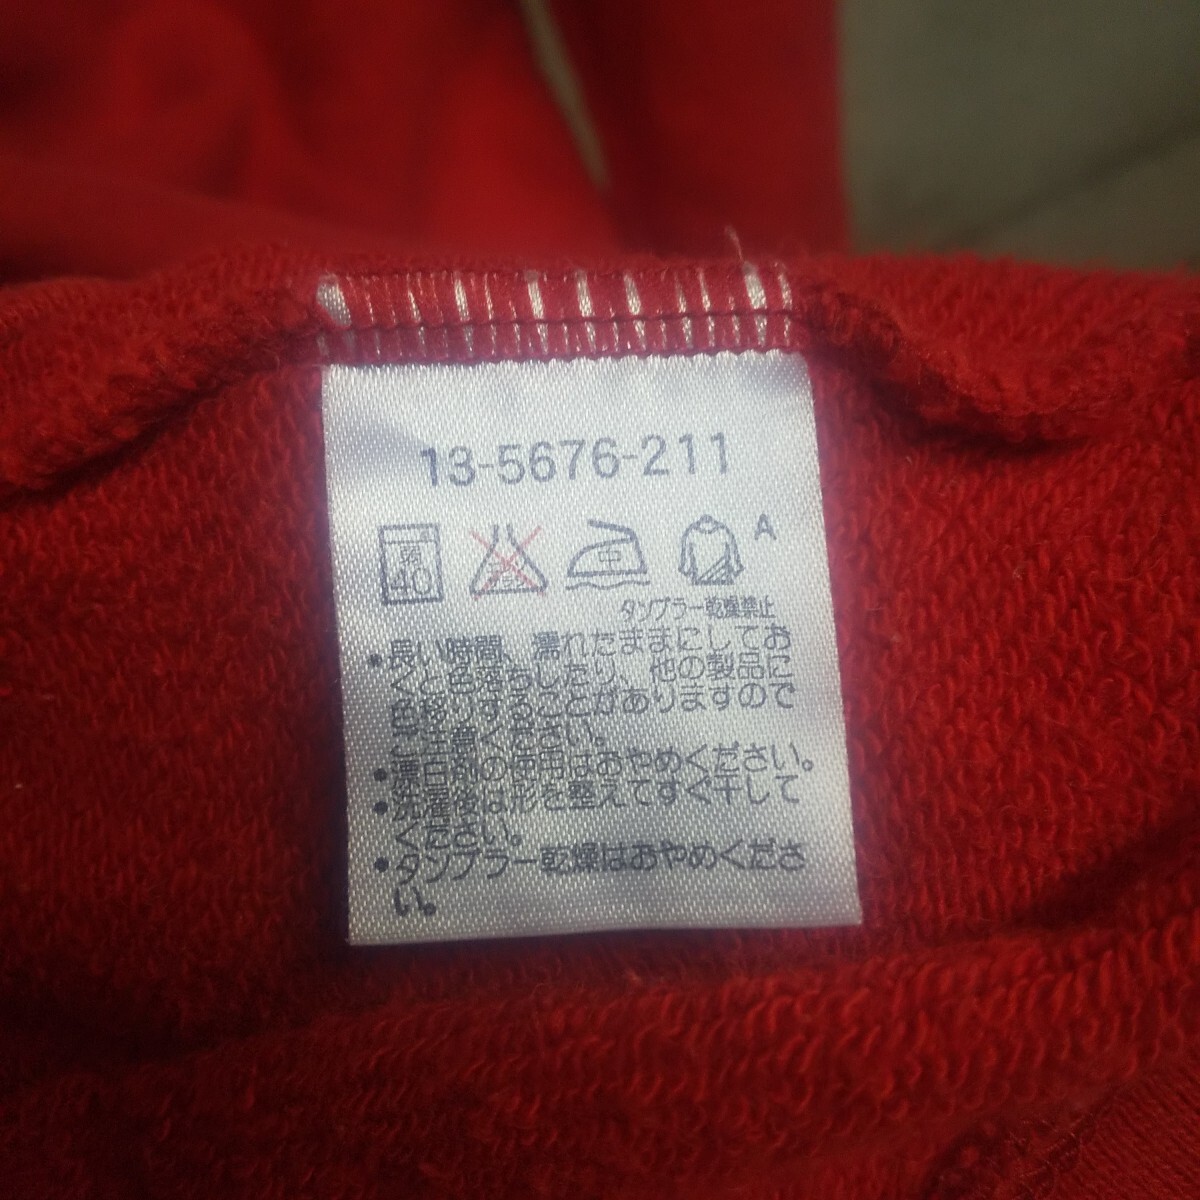 13-5676-211
弱
40
中
A
タンブラー乾燥禁止
・長い時間、濡れたままにしてお
くと色落ちしたり、他の製品に
色移りすることがありますので
ご注意ください。
・漂白剤の使用はおやめください。
・洗濯後は形を整えてすぐ干して
ください。
・タンブラー乾燥はおやめくださ
い。